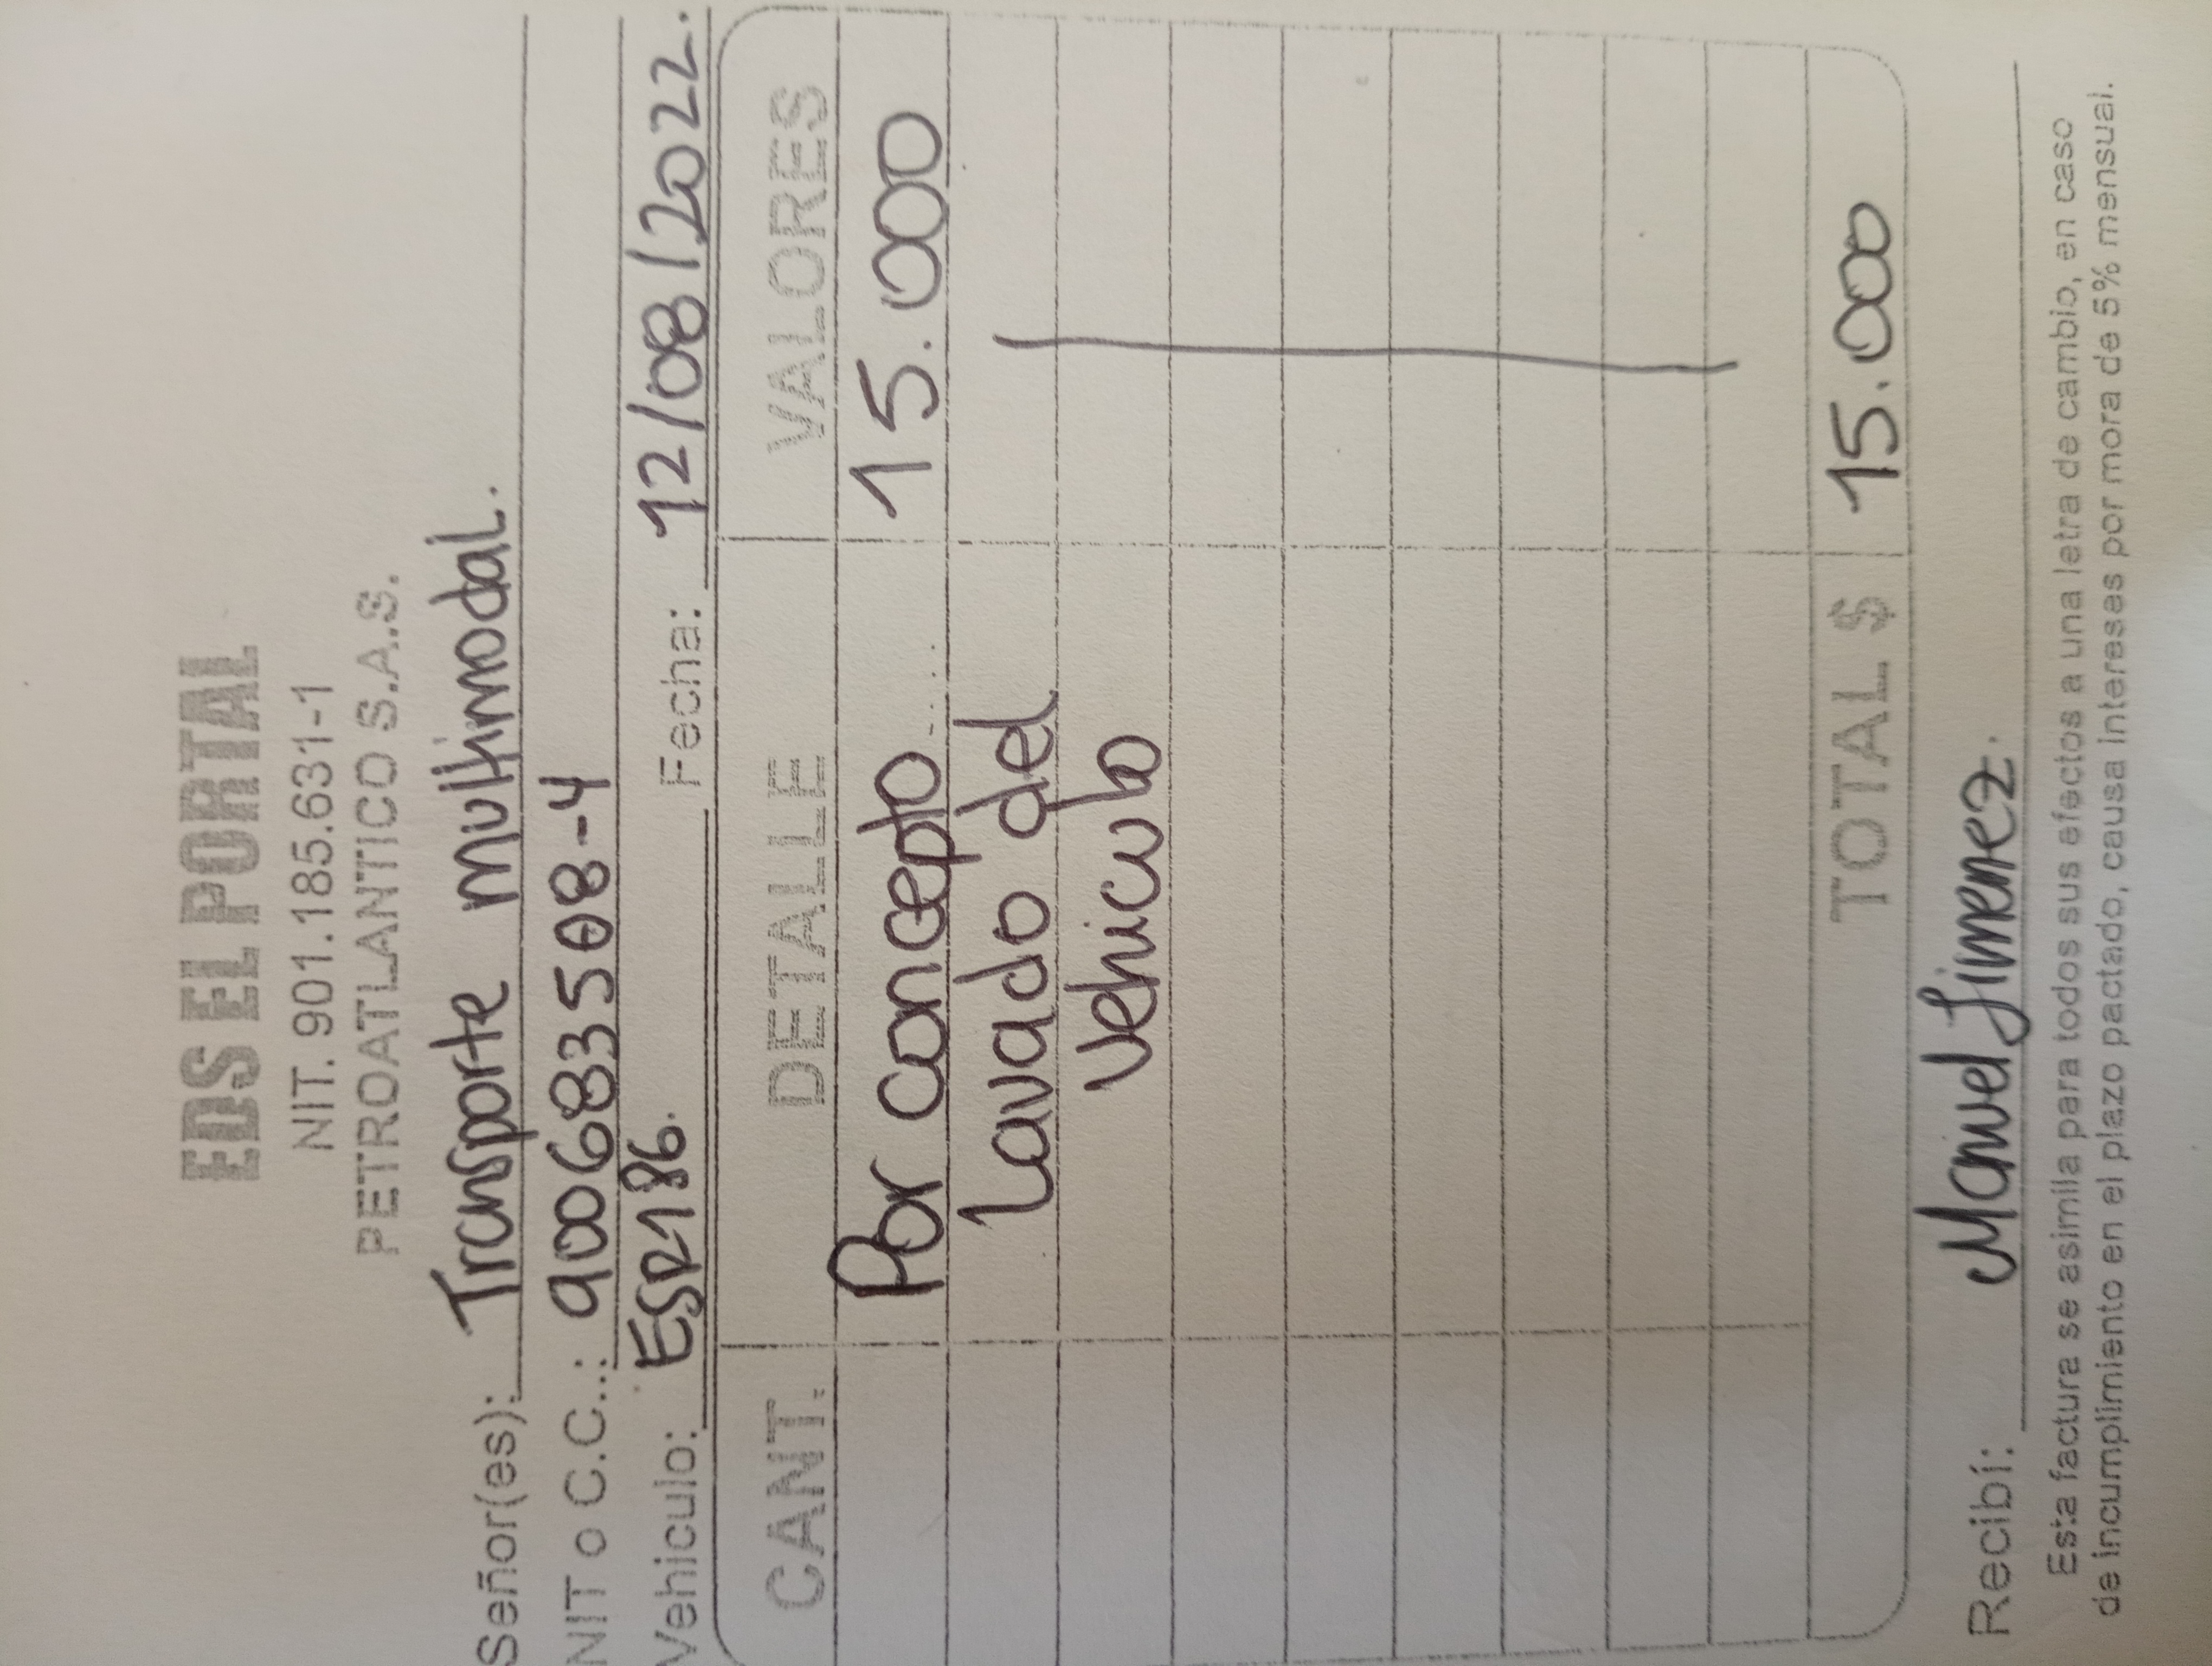 EDS EL PORTAL
NIT. 901.185.631-1
PETROATLANTICO S.A.S.
Señor(es): Transporte multimodal.
NIT o C.C.: 900683508-4
Vehiculo: ESR186. Fecha: 12/08/2022.
CANT. DETALLE VALORES
Por concepto 15.000
Lavado del
vehiculo
TOTAL $ 15.000
Recibí: Manuel Jimenez.
Esta factura se asimila para todos sus efectos a una letra de cambio, en caso
de incumplimiento en el plazo pactado, causa intereses por mora de 5% mensual.